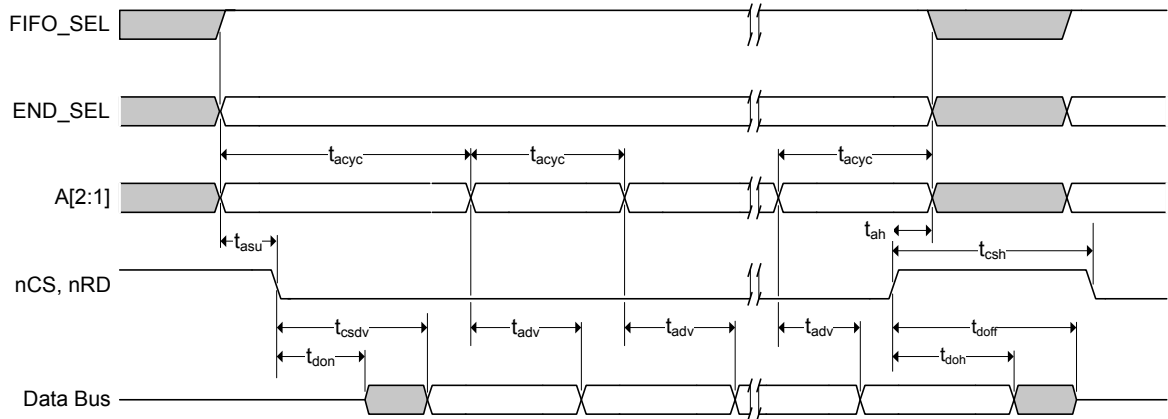 FIFO_SEL
END_SEL
tacyc tacyc tacyc
A[2:1]
tasu tah
tcsh
nCS, nRD
tcsdv tadv tadv tadv tdoff
tdon tdoh
Data Bus